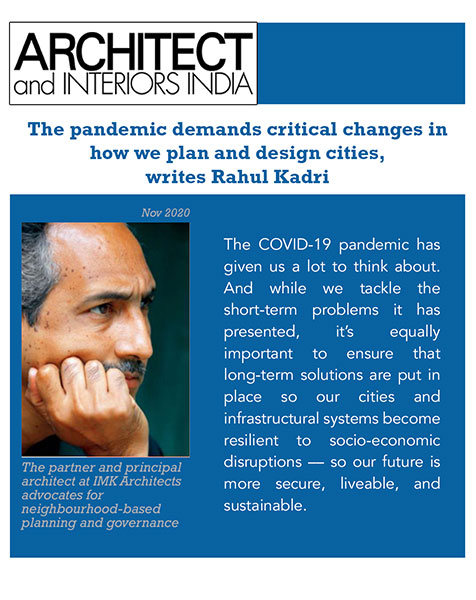 ARCHITECT
and INTERIORS INDIA
The pandemic demands critical changes in
how we plan and design cities,
writes Rahul Kadri
Nov 2020
The partner and principal
architect at IMK Architects
advocates for
neighbourhood-based
planning and governance
The COVID-19 pandemic has
given us a lot to think about.
And while we tackle the
short-term problems it has
presented, it’s equally
important to ensure that
long-term solutions are put in
place so our cities and
infrastructural systems become
resilient to socio-economic
disruptions — so our future is
more secure, liveable, and
sustainable.